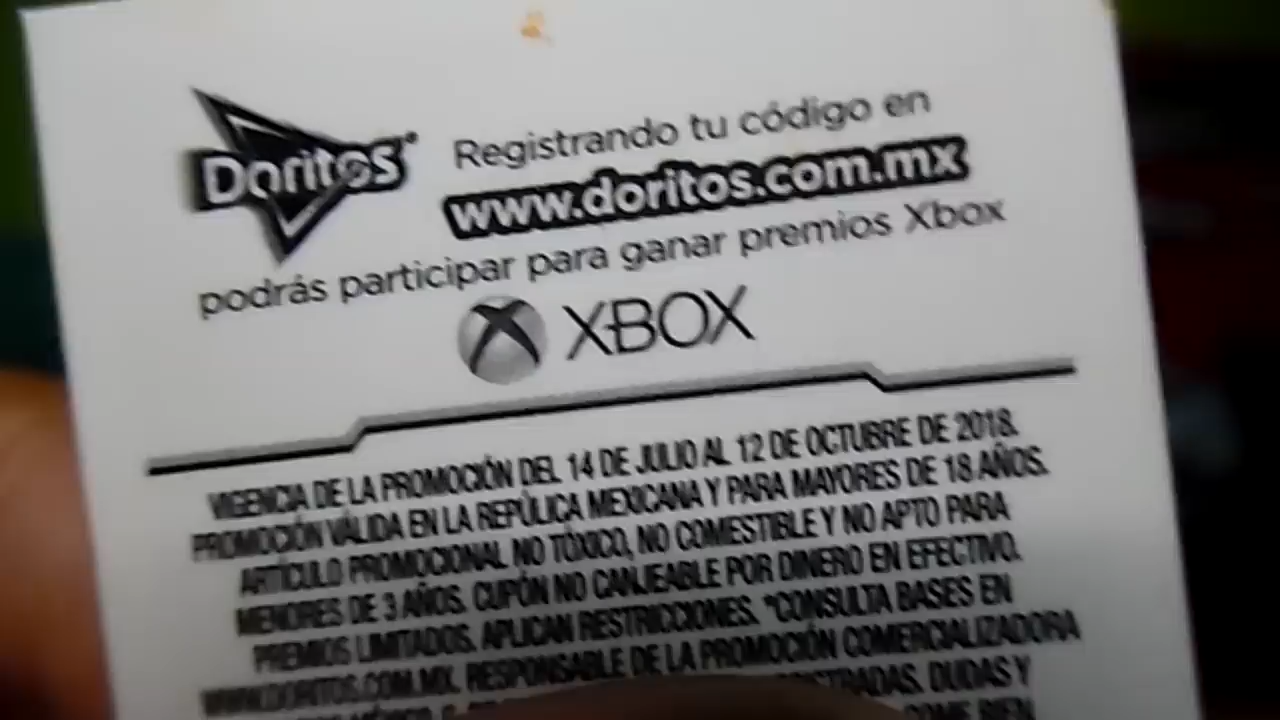 Doritos
Registrando tu código en
www.doritos.com.mx
podrás participar para ganar premios Xbox
XBOX
VIGENCIA DE LA PROMOCIÓN DEL 14 DE JULIO AL 12 DE OCTUBRE DE 2018.
PROMOCIÓN VÁLIDA EN LA REPÚLICA MEXICANA Y PARA MAYORES DE 18 AÑOS.
ARTÍCULO PROMOCIONAL NO TÓXICO, NO COMESTIBLE Y NO APTO PARA
MENORES DE 3 AÑOS. CUPÓN NO CANJEABLE POR DINERO EN EFECTIVO.
PREMIOS LIMITADOS. APLICAN RESTRICCIONES. *CONSULTA BASES EN
WWW.DORITOS.COM.MX. RESPONSABLE DE LA PROMOCIÓN COMERCIALIZADORA
DUDAS Y
COME BIEN